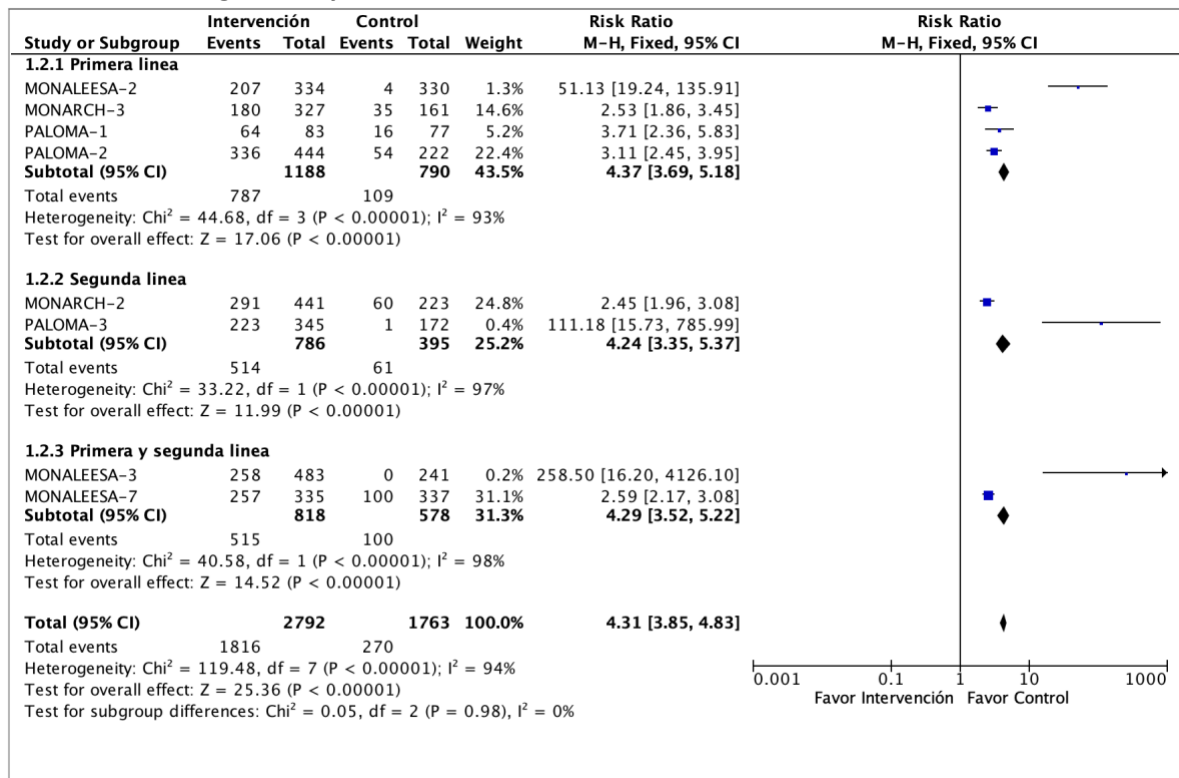 Intervención Control Risk Ratio Risk Ratio
Study or Subgroup Events Total Events Total Weight M-H, Fixed, 95% CI M-H, Fixed, 95% CI
1.2.1 Primera linea
MONALEESA-2 207 334 4 330 1.3% 51.13 [19.24, 135.91]
MONARCH-3 180 327 35 161 14.6% 2.53 [1.86, 3.45]
PALOMA-1 64 83 16 77 5.2% 3.71 [2.36, 5.83]
PALOMA-2 336 444 54 222 22.4% 3.11 [2.45, 3.95]
Subtotal (95% CI) 1188 790 43.5% 4.37 [3.69, 5.18]
Total events 787 109
Heterogeneity: Chi² = 44.68, df = 3 (P < 0.00001); I² = 93%
Test for overall effect: Z = 17.06 (P < 0.00001)
1.2.2 Segunda linea
MONARCH-2 291 441 60 223 24.8% 2.45 [1.96, 3.08]
PALOMA-3 223 345 1 172 0.4% 111.18 [15.73, 785.99]
Subtotal (95% CI) 786 395 25.2% 4.24 [3.35, 5.37]
Total events 514 61
Heterogeneity: Chi² = 33.22, df = 1 (P < 0.00001); I² = 97%
Test for overall effect: Z = 11.99 (P < 0.00001)
1.2.3 Primera y segunda linea
MONALEESA-3 258 483 0 241 0.2% 258.50 [16.20, 4126.10]
MONALEESA-7 257 335 100 337 31.1% 2.59 [2.17, 3.08]
Subtotal (95% CI) 818 578 31.3% 4.29 [3.52, 5.22]
Total events 515 100
Heterogeneity: Chi² = 40.58, df = 1 (P < 0.00001); I² = 98%
Test for overall effect: Z = 14.52 (P < 0.00001)
Total (95% CI) 2792 1763 100.0% 4.31 [3.85, 4.83]
Total events 1816 270
Heterogeneity: Chi² = 119.48, df = 7 (P < 0.00001); I² = 94%
Test for overall effect: Z = 25.36 (P < 0.00001)
Test for subgroup differences: Chi² = 0.05, df = 2 (P = 0.98), I² = 0%
0.001 0.1 1 10 1000
Favor Intervención Favor Control